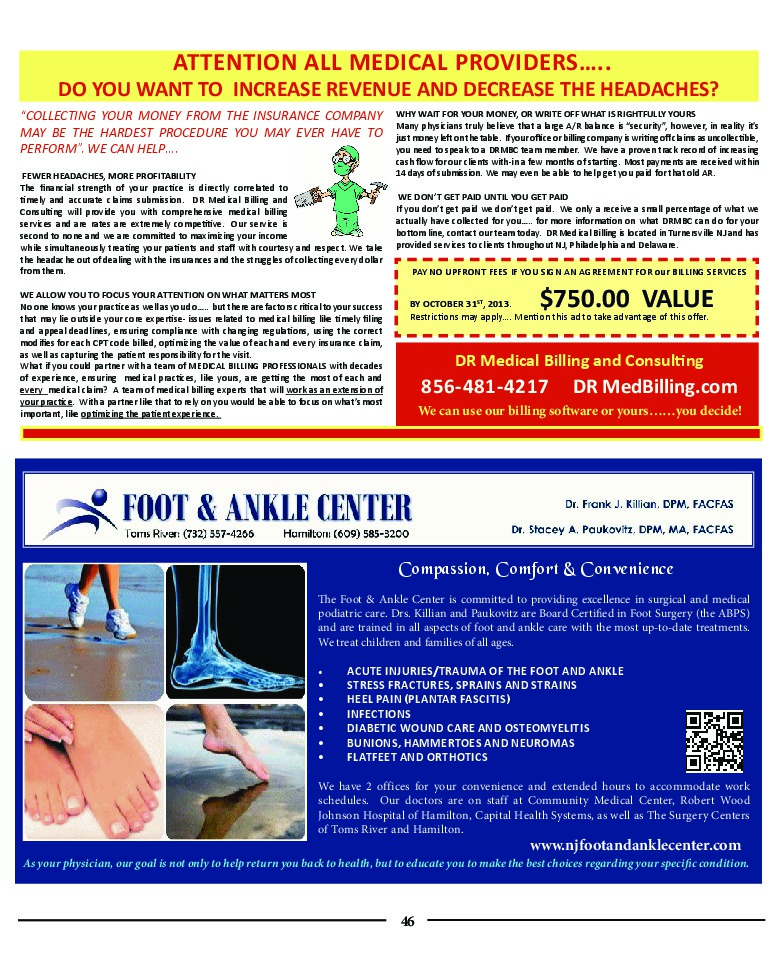 ATTENTION ALL MEDICAL PROVIDERS…..
DO YOU WANT TO INCREASE REVENUE AND DECREASE THE HEADACHES?
"COLLECTING YOUR MONEY FROM THE INSURANCE COMPANY
MAY BE THE HARDEST PROCEDURE YOU MAY EVER HAVE TO
PERFORM". WE CAN HELP….
FEWER HEADACHES, MORE PROFITABILITY
The financial strength of your practice is directly correlated to
timely and accurate claims submission. DR Medical Billing and
Consulting will provide you with comprehensive medical billing
services and are rates are extremely competitive. Our service is
second to none and we are committed to maximizing your income
while simultaneously treating your patients and staff with courtesy and respect. We take
the headache out of dealing with the insurances and the struggles of collecting every dollar
from them.
WE ALLOW YOU TO FOCUS YOUR ATTENTION ON WHAT MATTERS MOST
No one knows your practice as well as you do..... but there are factors critical to your success
that may lie outside your core expertise- issues related to medical billing like timely filing
and appeal deadlines, ensuring compliance with changing regulations, using the correct
modifies for each CPT code billed, optimizing the value of each and every insurance claim,
as well as capturing the patient responsibility for the visit.
What if you could partner with a team of MEDICAL BILLING PROFESSIONALS with decades
of experience, ensuring medical practices, like yours, are getting the most of each and
every medical claim? A team of medical billing experts that will work as an extension of
your practice. With a partner like that to rely on you would be able to focus on what's most
important, like optimizing the patient experience.
WHY WAIT FOR YOUR MONEY, OR WRITE OFF WHAT IS RIGHTFULLY YOURS
Many physicians truly believe that a large A/R balance is "security", however, in reality it's
just money left on the table. If your office or billing company is writing off claims as uncollectible,
you need to speak to a DRMBC team member. We have a proven track record of increasing
cash flow for our clients with-in a few months of starting. Most payments are received within
14 days of submission. We may even be able to help get you paid for that old AR.
WE DON'T GET PAID UNTIL YOU GET PAID
If you don't get paid we don't get paid. We only a receive a small percentage of what we
actually have collected for you..... for more information on what DRMBC can do for your
bottom line, contact our team today. DR Medical Billing is located in Turnersville NJ and has
provided services to clients throughout NJ, Philadelphia and Delaware.
PAY NO UPFRONT FEES IF YOU SIGN AN AGREEMENT FOR our BILLING SERVICES
BY OCTOBER 31ST, 2013. $750.00 VALUE
Restrictions may apply…. Mention this ad to take advantage of this offer.
DR Medical Billing and Consulting
856-481-4217 DR MedBilling.com
We can use our billing software or yours……you decide!
FOOT & ANKLE CENTER
Toms River: (732) 357-4266 Hamilton: (609) 585-3200
Dr. Frank J. Killian, DPM, FACFAS
Dr. Stacey A. Paukovitz, DPM, MA, FACFAS
Compassion, Comfort & Convenience
The Foot & Ankle Center is committed to providing excellence in surgical and medical
podiatric care. Drs. Killian and Paukovitz are Board Certified in Foot Surgery (the ABPS)
and are trained in all aspects of foot and ankle care with the most up-to-date treatments.
We treat children and families of all ages.
• ACUTE INJURIES/TRAUMA OF THE FOOT AND ANKLE
• STRESS FRACTURES, SPRAINS AND STRAINS
• HEEL PAIN (PLANTAR FASCITIS)
• INFECTIONS
• DIABETIC WOUND CARE AND OSTEOMYELITIS
• BUNIONS, HAMMERTOES AND NEUROMAS
• FLATFEET AND ORTHOTICS
We have 2 offices for your convenience and extended hours to accommodate work
schedules. Our doctors are on staff at Community Medical Center, Robert Wood
Johnson Hospital of Hamilton, Capital Health Systems, as well as The Surgery Centers
of Toms River and Hamilton.
www.njfootandanklecenter.com
As your physician, our goal is not only to help return you back to health, but to educate you to make the best choices regarding your specific condition.
46